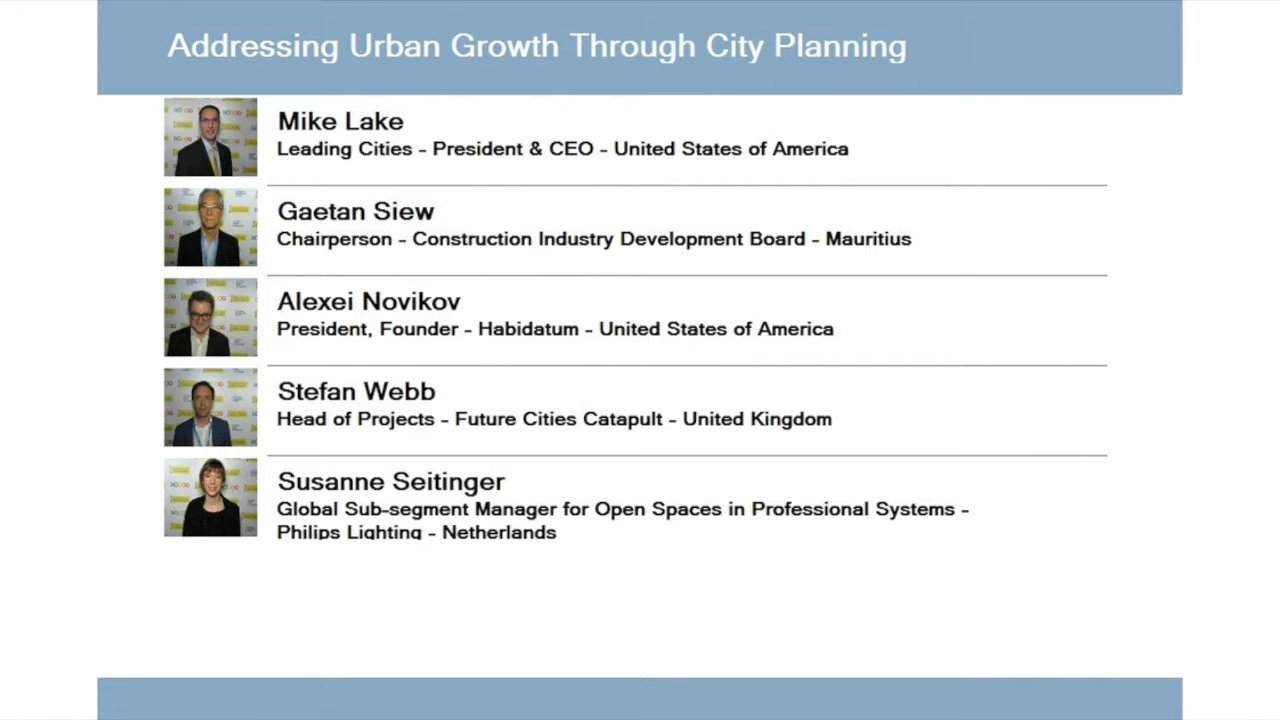 Addressing Urban Growth Through City Planning
Mike Lake
Leading Cities - President & CEO - United States of America
Gaetan Siew
Chairperson - Construction Industry Development Board - Mauritius
Alexei Novikov
President, Founder - Habidatum - United States of America
Stefan Webb
Head of Projects - Future Cities Catapult - United Kingdom
Susanne Seitinger
Global Sub-segment Manager for Open Spaces in Professional Systems -
Philips Lighting - Netherlands